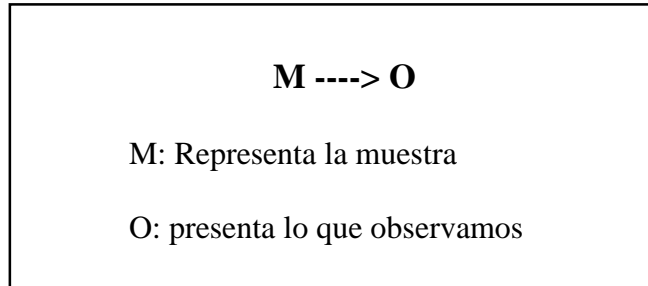 M ----> O
M: Representa la muestra
O: presenta lo que observamos